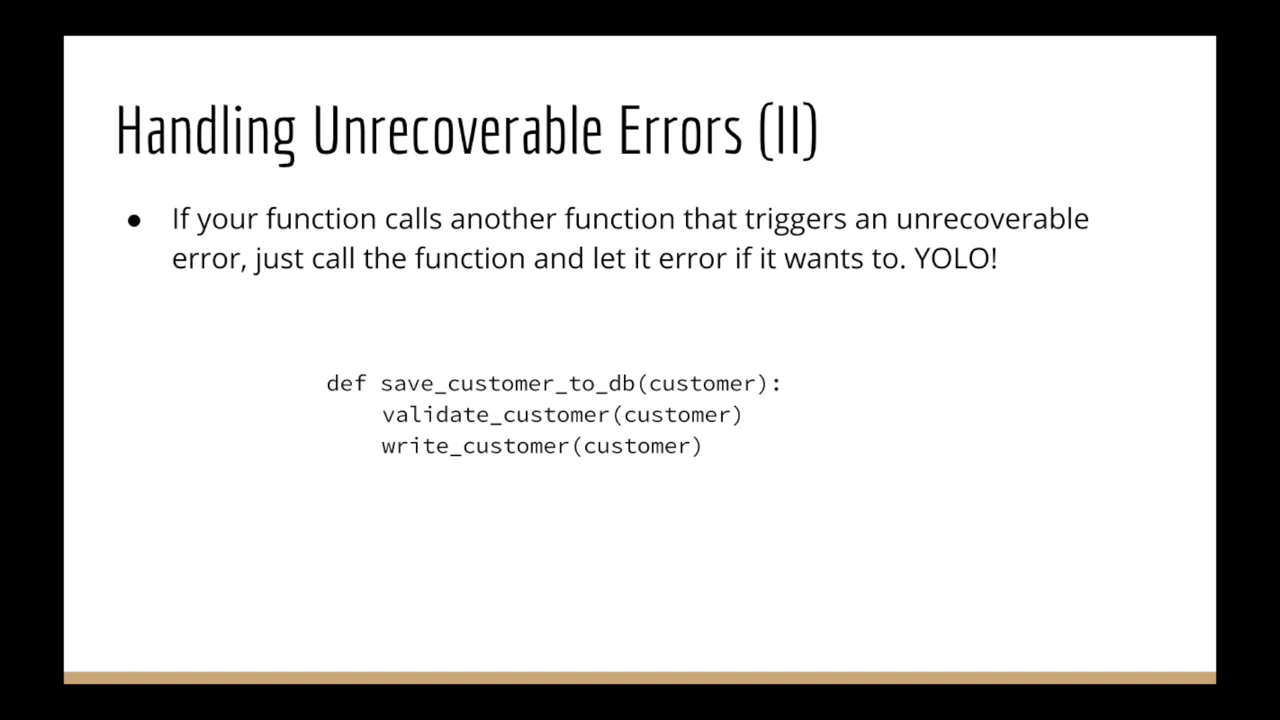 Handling Unrecoverable Errors (II)
● If your function calls another function that triggers an unrecoverable
error, just call the function and let it error if it wants to. YOLO!
def save_customer_to_db(customer):
    validate_customer(customer)
    write_customer(customer)